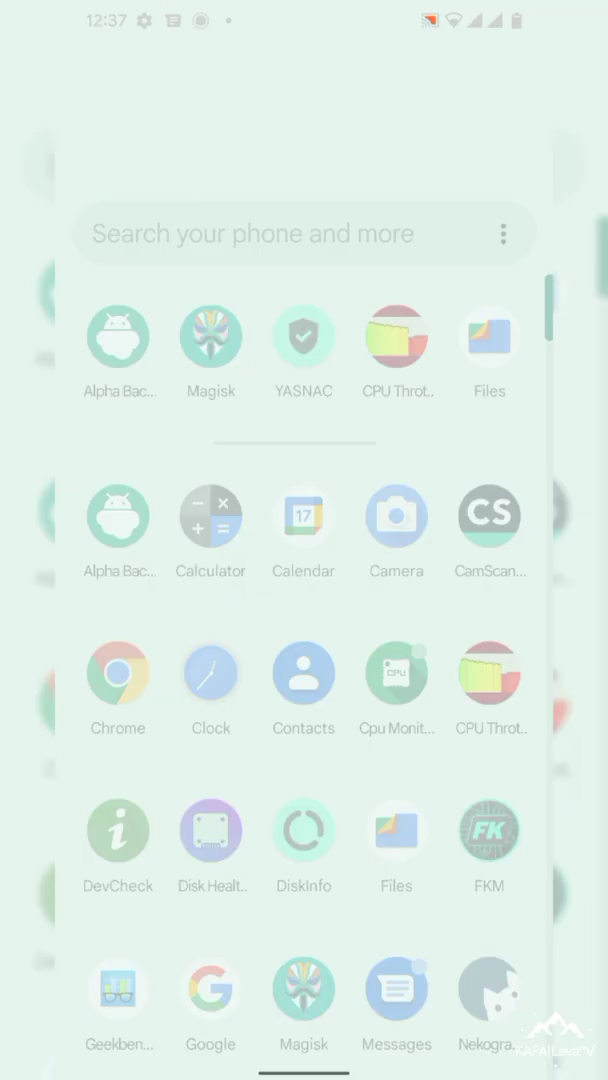 12:37
Search your phone and more
Alpha Bac... Magisk YASNAC CPU Throt.. Files
17 CS
Alpha Bac... Calculator Calendar Camera CamScan...
CPU
Chrome Clock Contacts Cpu Monit... CPU Throt..
FK
DevCheck Disk Healt.. DiskInfo Files FKM
Geekben... Google Magisk Messages Nekogra...
KAFAILava TV